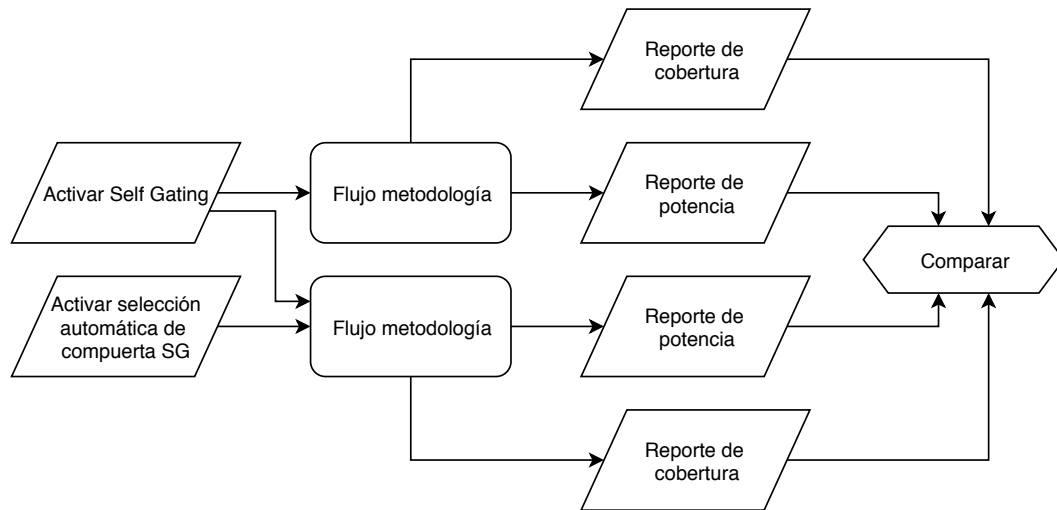 Reporte de
cobertura
Activar Self Gating
Flujo metodología
Reporte de
potencia
Comparar
Activar selección
automática de
compuerta SG
Flujo metodología
Reporte de
potencia
Reporte de
cobertura